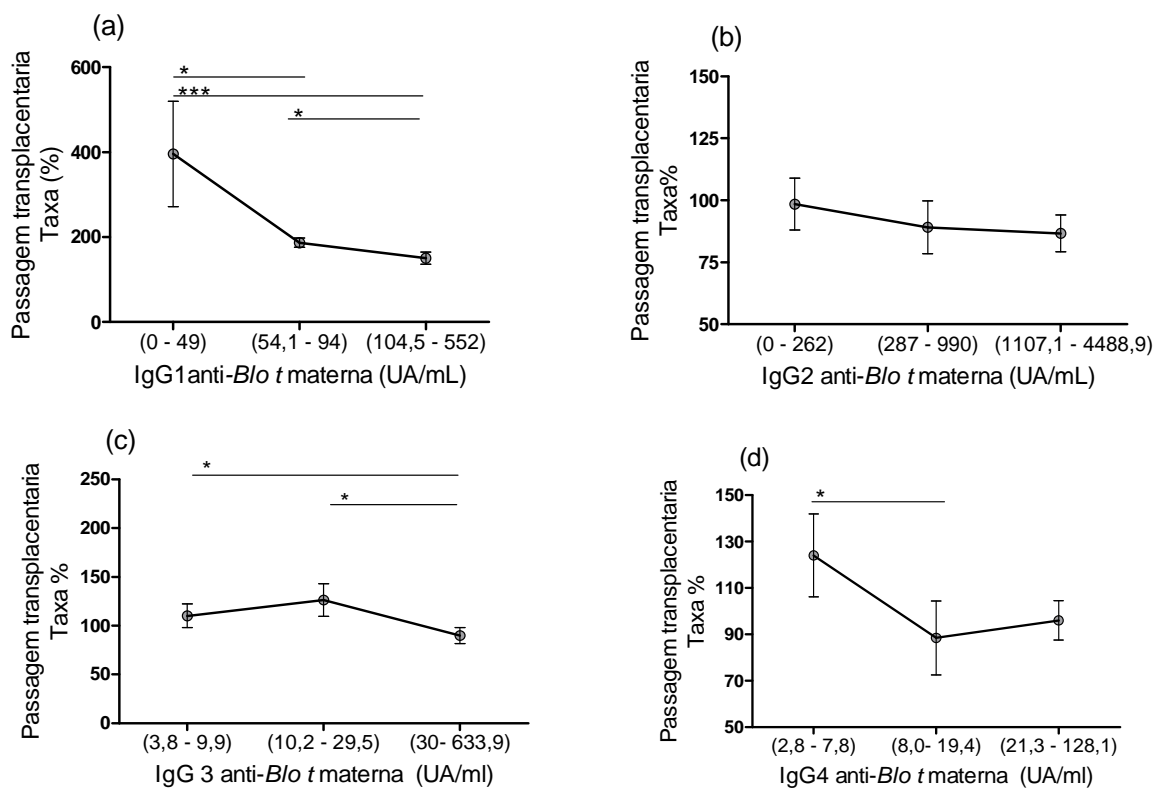 (a)
Passagem transplacentaria
Taxa (%)
600
400
200
0
*
***
*
(0 - 49) (54,1 - 94) (104,5 - 552)
IgG1anti-Blo t materna (UA/mL)
(b)
Passagem transplacentaria
Taxa%
150
125
100
75
50
(0 - 262) (287 - 990) (1107,1 - 4488,9)
IgG2 anti-Blo t materna (UA/mL)
(c)
Passagem transplacentaria
Taxa %
250
200
150
100
50
0
*
*
(3,8 - 9,9) (10,2 - 29,5) (30- 633,9)
IgG 3 anti-Blo t materna (UA/ml)
(d)
Passagem transplacentaria
Taxa %
150
130
110
90
70
50
*
(2,8 - 7,8) (8,0- 19,4) (21,3 - 128,1)
IgG4 anti-Blo t materna (UA/ml)